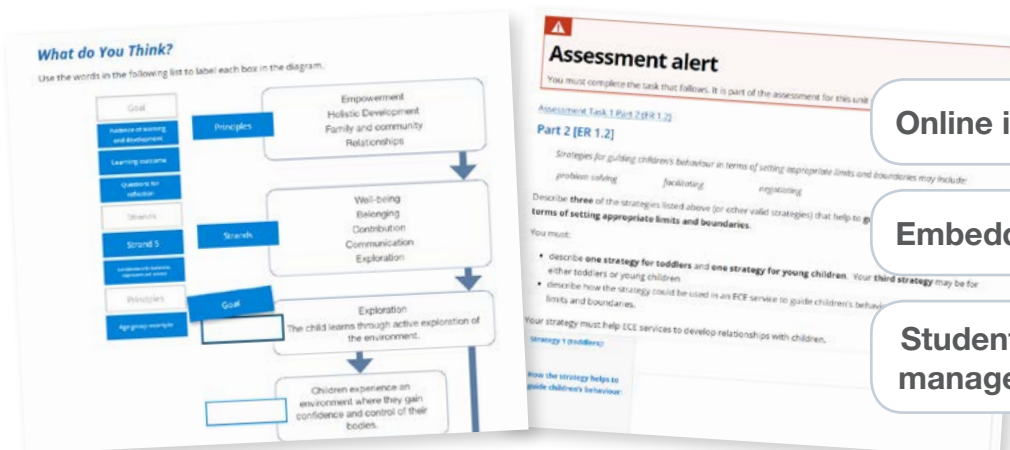 What do You Think?
Use the words in the following list to label each box in the diagram.
Goal
Evidence of learning
and development
Learning outcome
Questions for
reflection
Strands
Strand 5
Principles
Age group example
Principles
Empowerment
Holistic Development
Family and community
Relationships
Strands
Well-being
Belonging
Contribution
Communication
Exploration
Goal
Exploration
The child learns through active exploration of
the environment.
Children experience an
environment where they gain
confidence and control of their
bodies.
Assessment alert
You must complete the task that follows. It is part of the assessment for this unit
Assessment Task 1 Part 2 [ER 1.2]
Part 2 [ER 1.2]
Strategies for guiding children's behaviour in terms of setting appropriate limits and boundaries may include:
problem solving facilitating negotiating
Describe three of the strategies listed above (or other valid strategies) that help to g
terms of setting appropriate limits and boundaries.
You must:
• describe one strategy for toddlers and one strategy for young children. Your third strategy may be for
either toddlers or young children
• describe how the strategy could be used in an ECE service to guide children's behavi
limits and boundaries.
Your strategy must help ECE services to develop relationships with children.
Strategy 1 (toddlers):
How the strategy helps to
guide children's behaviour:
Online i
Embedd
Student
manage